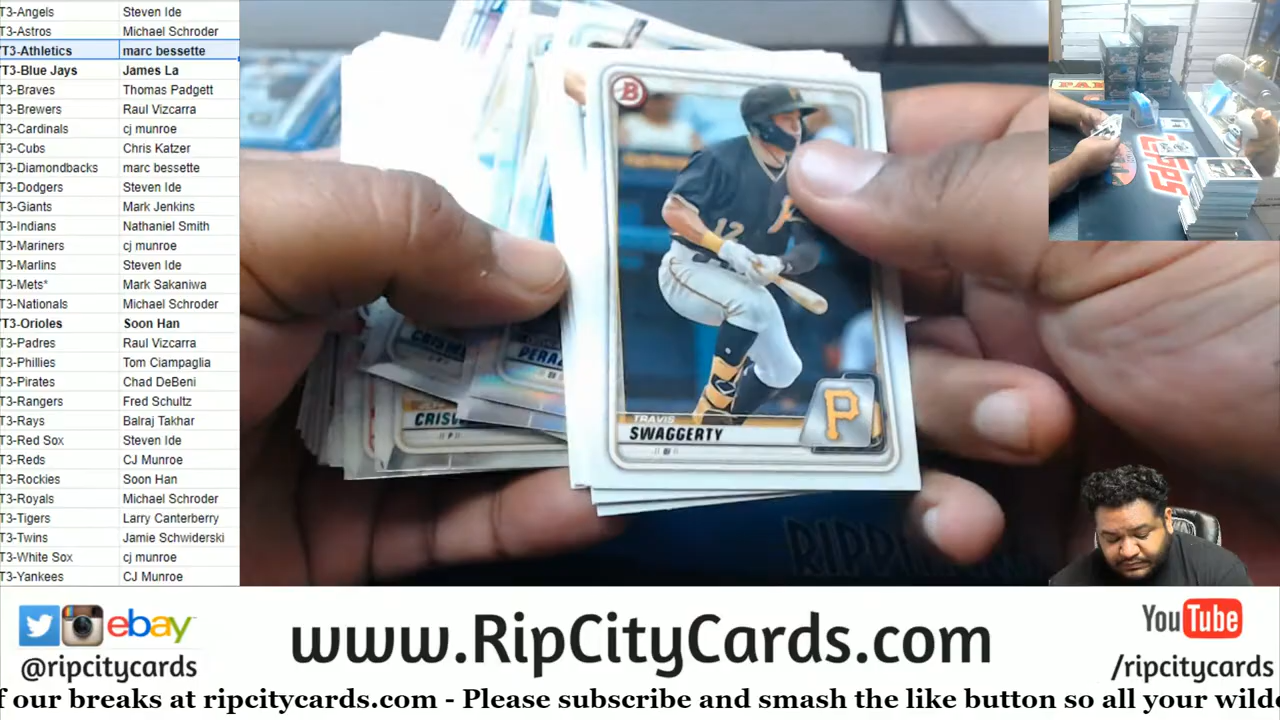 T3-Angels Steven Ide
T3-Astros Michael Schroder
T3-Athletics marc bessette
T3-Blue Jays James La
T3-Braves Thomas Padgett
T3-Brewers Raul Vizcarra
T3-Cardinals cj munroe
T3-Cubs Chris Katzer
T3-Diamondbacks marc bessette
T3-Dodgers Steven Ide
T3-Giants Mark Jenkins
T3-Indians Nathaniel Smith
T3-Mariners cj munroe
T3-Marlins Steven Ide
T3-Mets* Mark Sakaniwa
T3-Nationals Michael Schroder
T3-Orioles Soon Han
T3-Padres Raul Vizcarra
T3-Phillies Tom Ciampaglia
T3-Pirates Chad DeBeni
T3-Rangers Fred Schultz
T3-Rays Balraj Takhar
T3-Red Sox Steven Ide
T3-Reds CJ Munroe
T3-Rockies Soon Han
T3-Royals Michael Schroder
T3-Tigers Larry Canterberry
T3-Twins Jamie Schwiderski
T3-White Sox cj munroe
T3-Yankees CJ Munroe
B
12
P
TRAVIS
SWAGGERTY
P
PERAZ
CRISW
TOPPS
ebay
@ripcitycards
www.RipCityCards.com
YouTube
/ripcitycards
f our breaks at ripcitycards.com - Please subscribe and smash the like button so all your wilde